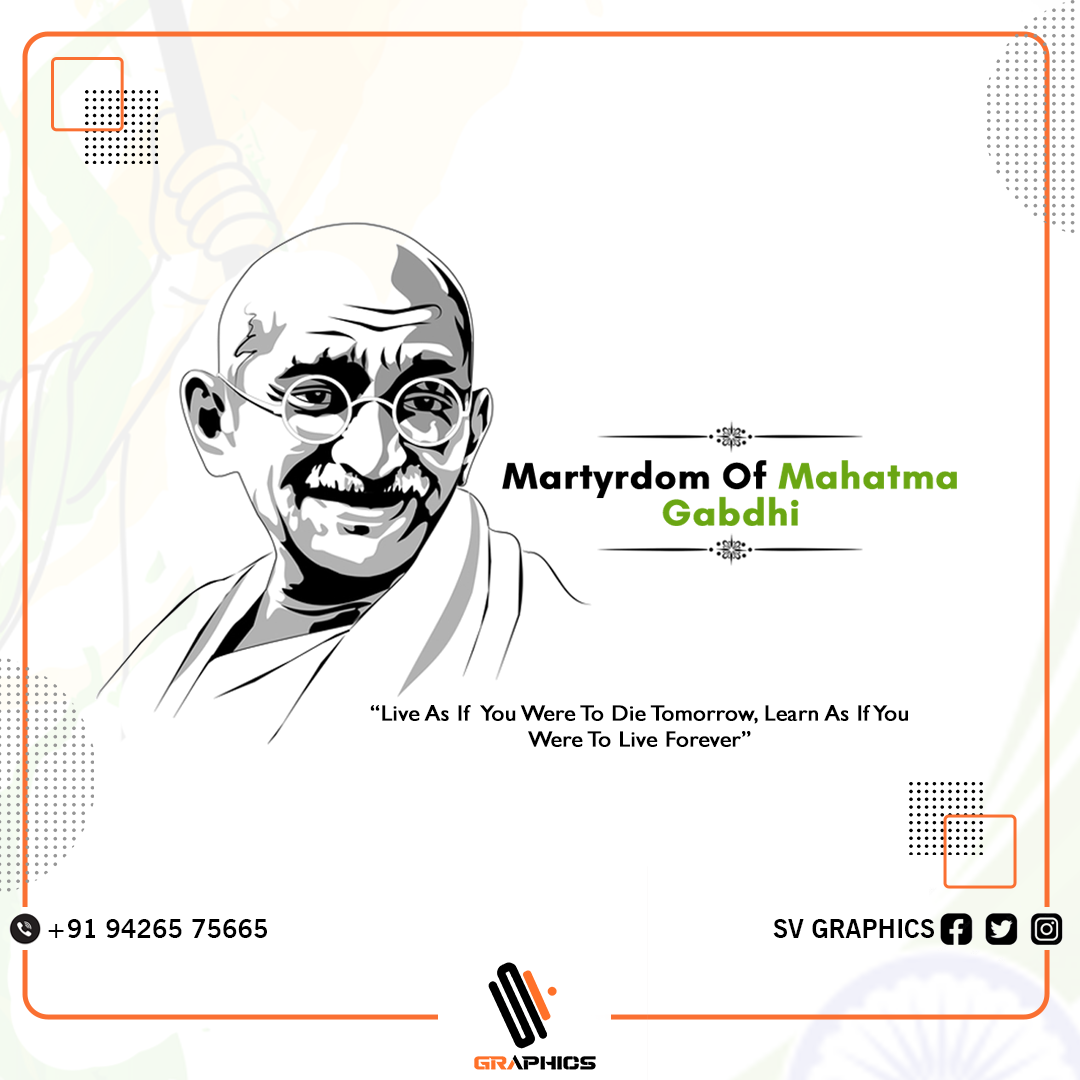 Martyrdom Of Mahatma
Gabdhi
“Live As If You Were To Die Tomorrow, Learn As If You
Were To Live Forever”
+91 94265 75665
SV GRAPHICS
GRAPHICS